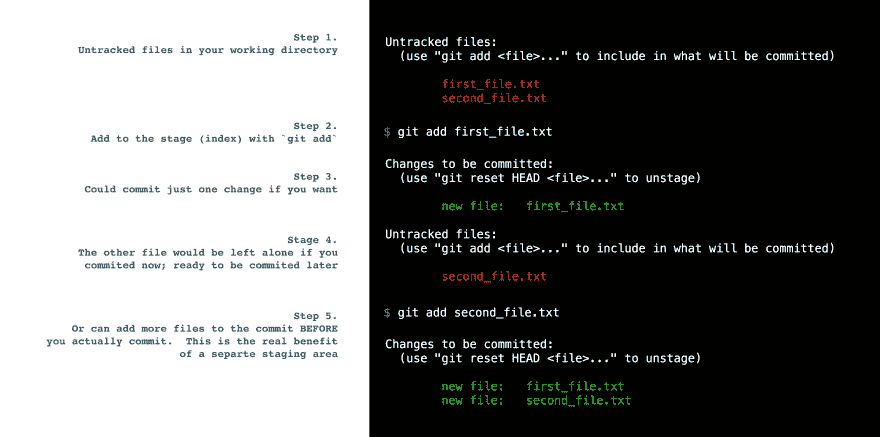 Step 1.
Untracked files in your working directory
Untracked files:
(use "git add <file>..." to include in what will be committed)
first_file.txt
second_file.txt
Step 2.
Add to the stage (index) with `git add`
$ git add first_file.txt
Step 3.
Could commit just one change if you want
Changes to be committed:
(use "git reset HEAD <file>..." to unstage)
new file:   first_file.txt
Stage 4.
The other file would be left alone if you
commited now; ready to be commited later
Untracked files:
(use "git add <file>..." to include in what will be committed)
second_file.txt
Step 5.
Or can add more files to the commit BEFORE
you actually commit.  This is the real benefit
of a separte staging area
$ git add second_file.txt
Changes to be committed:
(use "git reset HEAD <file>..." to unstage)
new file:   first_file.txt
new file:   second_file.txt